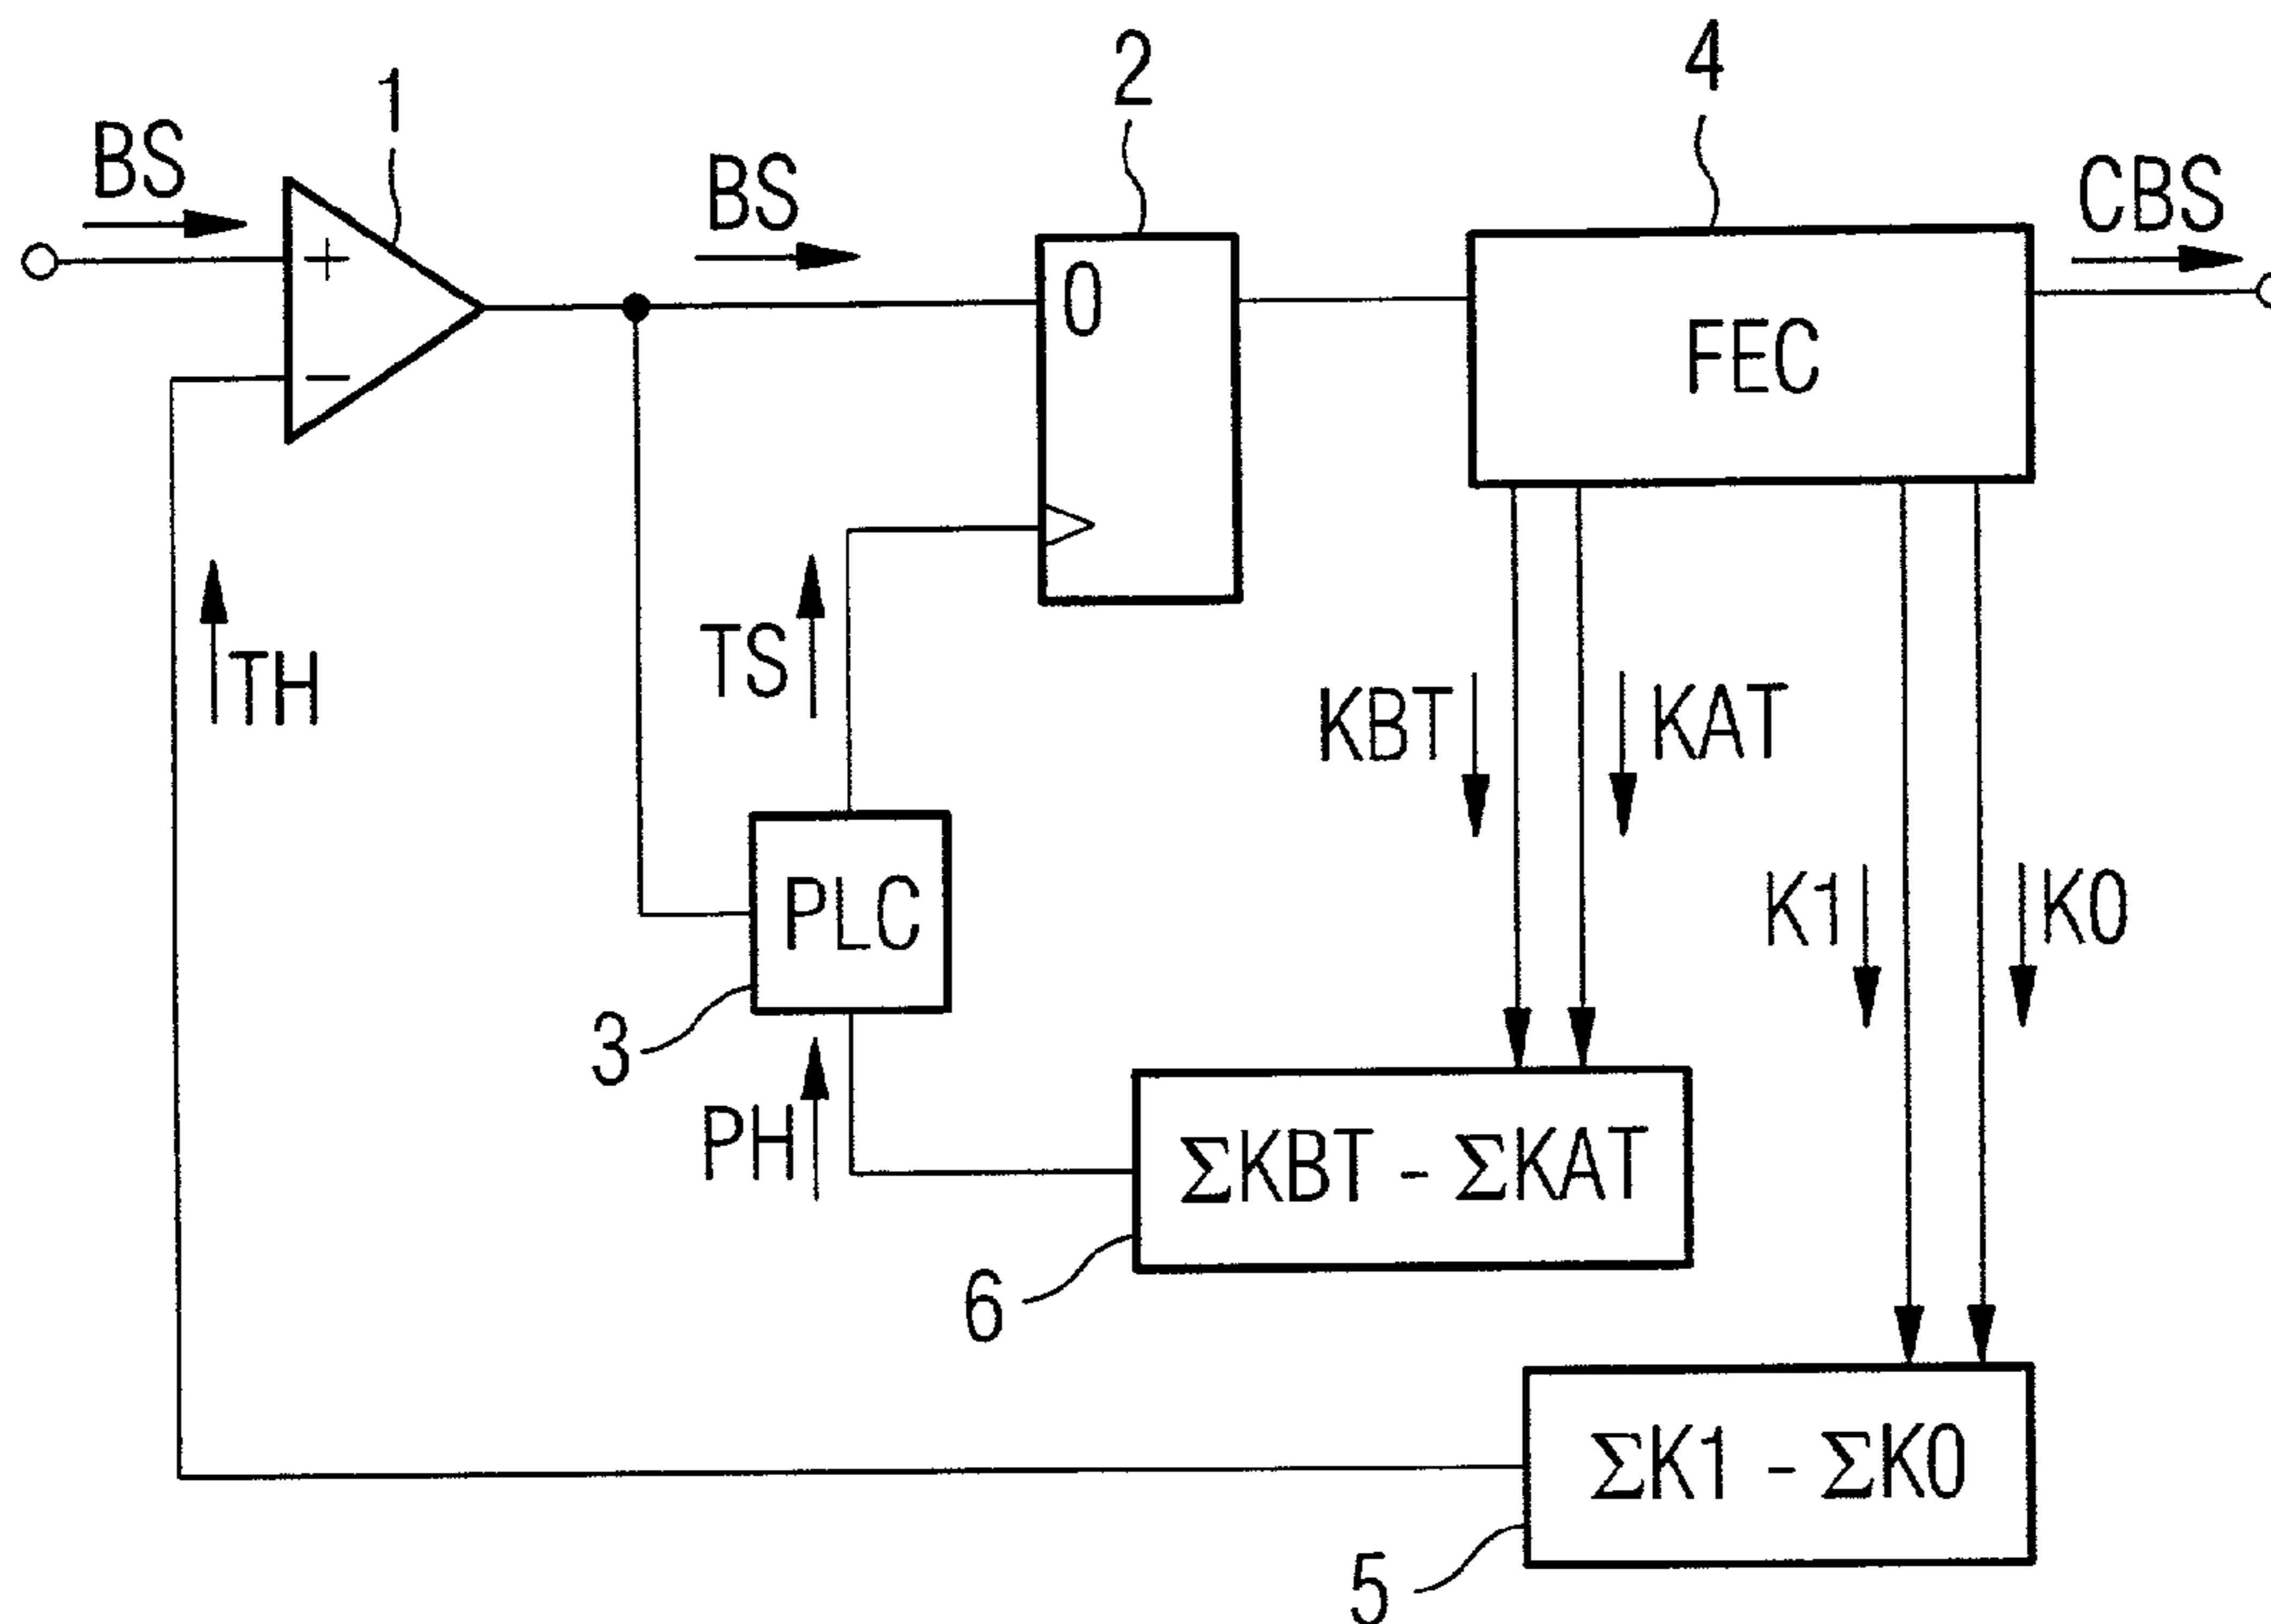 1
2
4
BS
BS
CBS
+
0
FEC
−
TH
TS
KBT
KAT
PLC
K1
K0
3
PH
ΣKBT - ΣKAT
6
ΣK1 - ΣK0
5